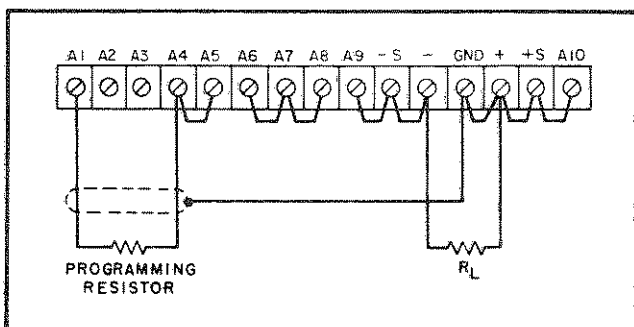 A1 A2 A3 A4 A5 A6 A7 A8 A9 -S - GND + +S A10
PROGRAMMING
RESISTOR
RL